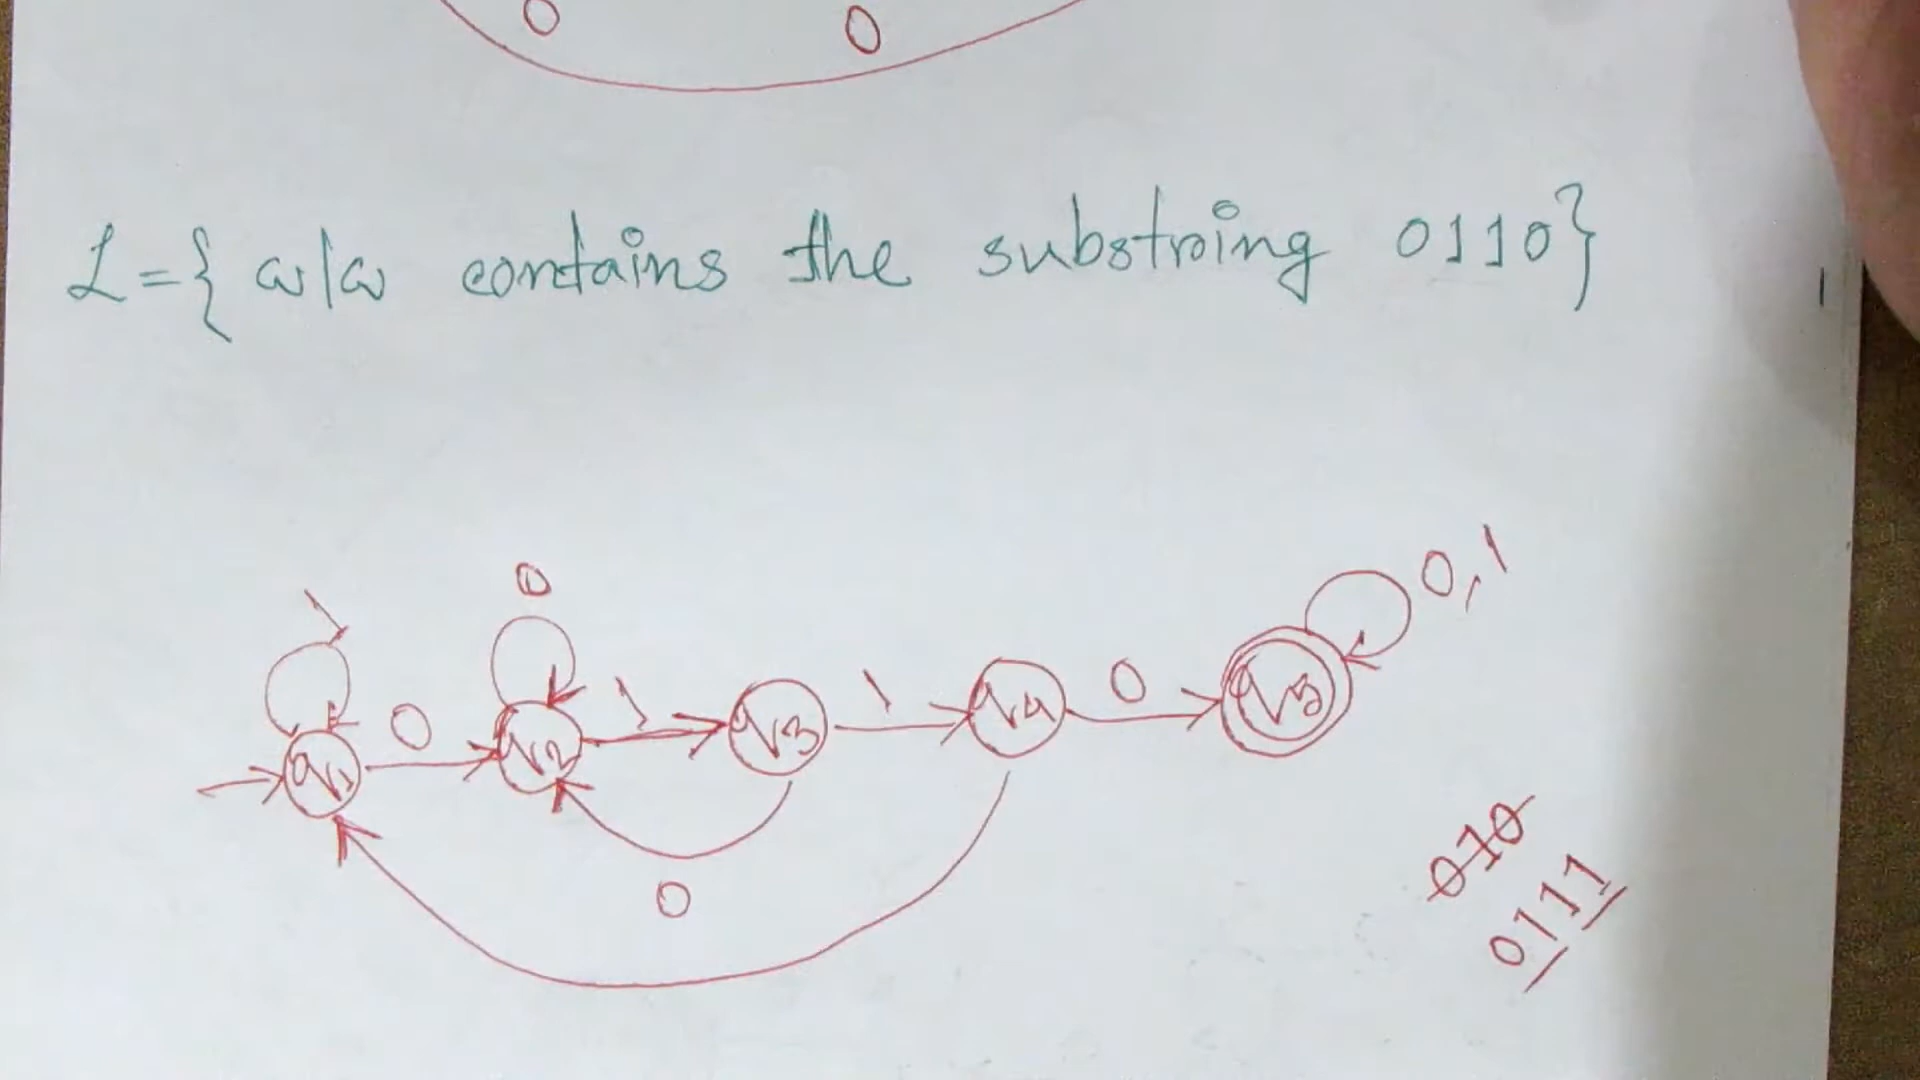 0 0
L={ω/ω contains the substring 0110}
1 0 0,1
0 1 1 0
q1 q2 q3 q4 q5
0
010
0111